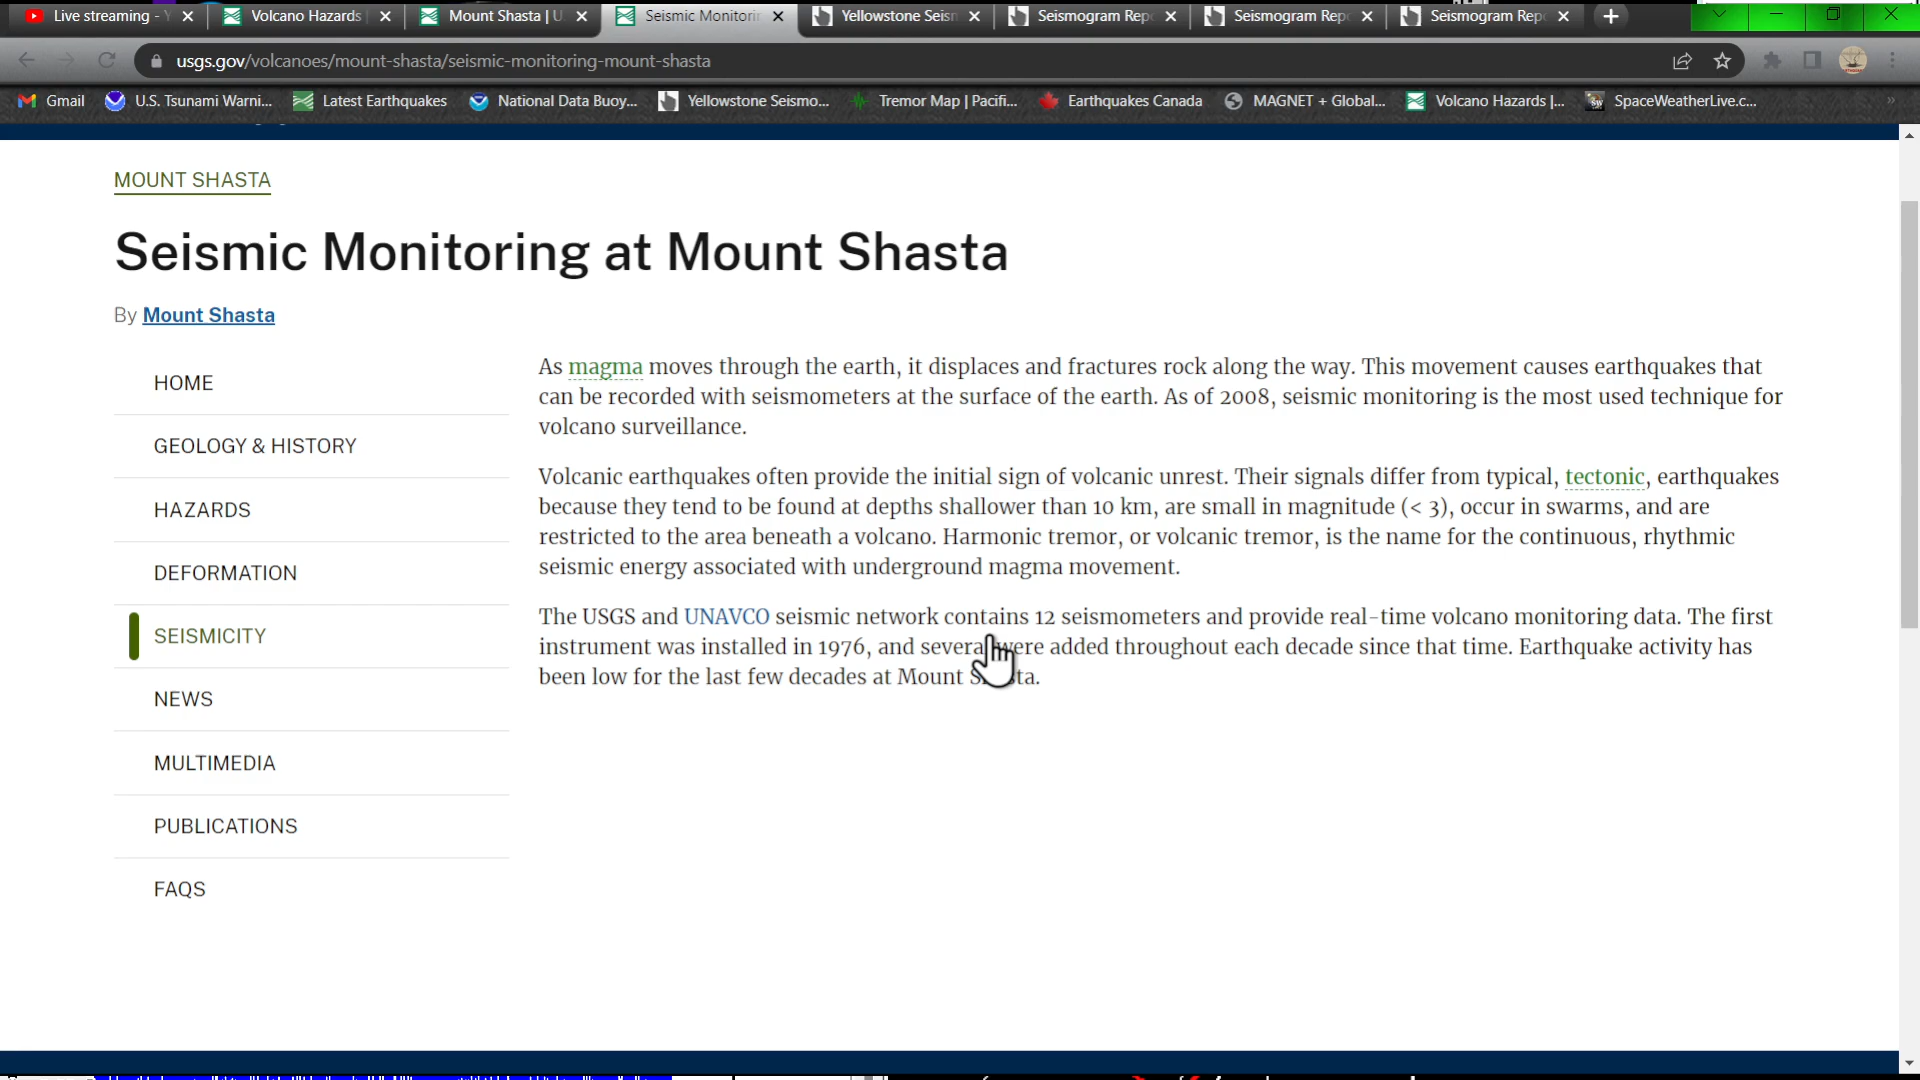 Live streaming - Y
Volcano Hazards
Mount Shasta | U
Seismic Monitorin
Yellowstone Seism
Seismogram Repo
Seismogram Repo
Seismogram Repo
usgs.gov/volcanoes/mount-shasta/seismic-monitoring-mount-shasta
Gmail
U.S. Tsunami Warni...
Latest Earthquakes
National Data Buoy...
Yellowstone Seismo...
Tremor Map | Pacifi...
Earthquakes Canada
MAGNET + Global...
Volcano Hazards |...
SpaceWeatherLive.c...
MOUNT SHASTA
Seismic Monitoring at Mount Shasta
By Mount Shasta
HOME
GEOLOGY & HISTORY
HAZARDS
DEFORMATION
SEISMICITY
NEWS
MULTIMEDIA
PUBLICATIONS
FAQS
As magma moves through the earth, it displaces and fractures rock along the way. This movement causes earthquakes that
can be recorded with seismometers at the surface of the earth. As of 2008, seismic monitoring is the most used technique for
volcano surveillance.
Volcanic earthquakes often provide the initial sign of volcanic unrest. Their signals differ from typical, tectonic, earthquakes
because they tend to be found at depths shallower than 10 km, are small in magnitude (< 3), occur in swarms, and are
restricted to the area beneath a volcano. Harmonic tremor, or volcanic tremor, is the name for the continuous, rhythmic
seismic energy associated with underground magma movement.
The USGS and UNAVCO seismic network contains 12 seismometers and provide real-time volcano monitoring data. The first
instrument was installed in 1976, and several were added throughout each decade since that time. Earthquake activity has
been low for the last few decades at Mount Shasta.